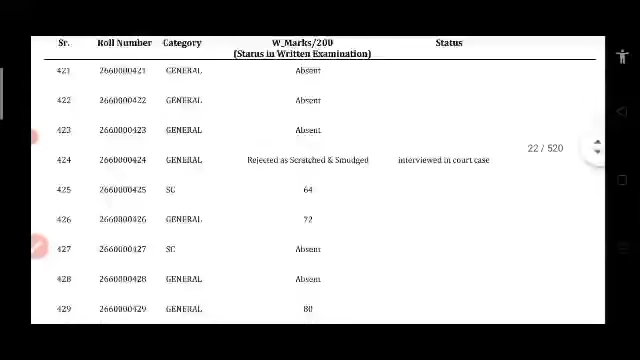 Sr. Roll Number Category W_Marks/200 Status
(Status in Written Examination)
421 2660000421 GENERAL Absent
422 2660000422 GENERAL Absent
423 2660000423 GENERAL Absent
424 2660000424 GENERAL Rejected as Scratched & Smudged interviewed in court case
22 / 520
425 2660000425 SC 64
426 2660000426 GENERAL 72
427 2660000427 SC Absent
428 2660000428 GENERAL Absent
429 2660000429 GENERAL 80